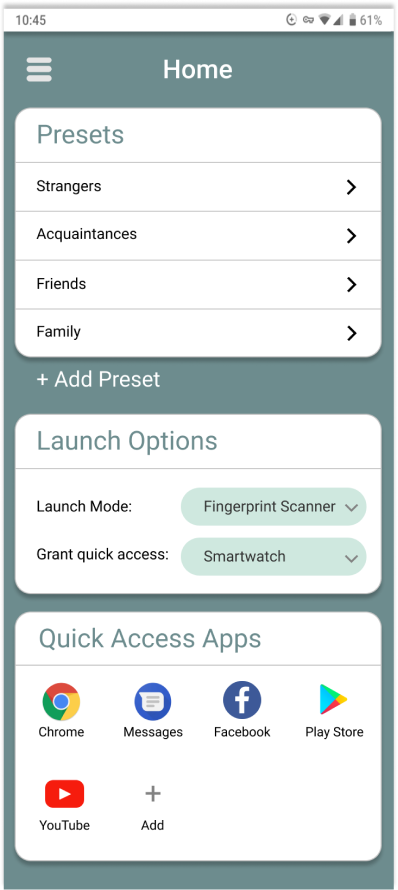 10:45 61%
Home
Presets
Strangers
Acquaintances
Friends
Family
+ Add Preset
Launch Options
Launch Mode: Fingerprint Scanner
Grant quick access: Smartwatch
Quick Access Apps
Chrome Messages Facebook Play Store
YouTube + Add